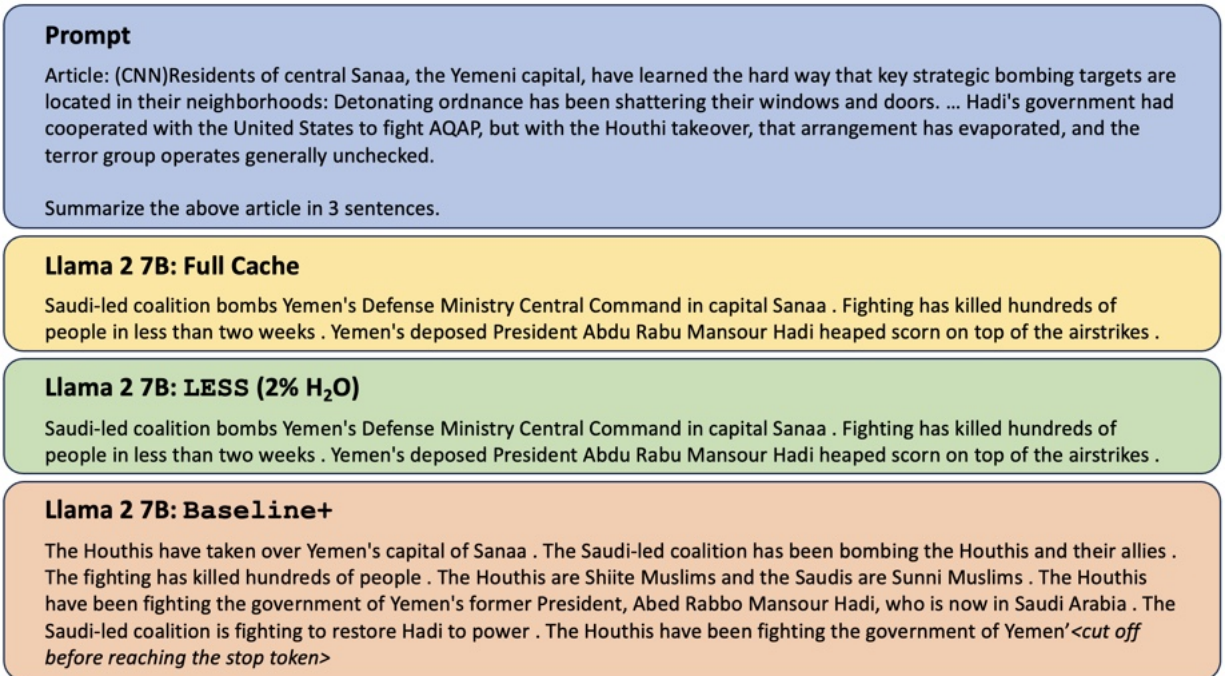 Prompt
Article: (CNN)Residents of central Sanaa, the Yemeni capital, have learned the hard way that key strategic bombing targets are
located in their neighborhoods: Detonating ordnance has been shattering their windows and doors. ... Hadi's government had
cooperated with the United States to fight AQAP, but with the Houthi takeover, that arrangement has evaporated, and the
terror group operates generally unchecked.
Summarize the above article in 3 sentences.
Llama 2 7B: Full Cache
Saudi-led coalition bombs Yemen's Defense Ministry Central Command in capital Sanaa . Fighting has killed hundreds of
people in less than two weeks . Yemen's deposed President Abdu Rabu Mansour Hadi heaped scorn on top of the airstrikes .
Llama 2 7B: LESS (2% H₂O)
Saudi-led coalition bombs Yemen's Defense Ministry Central Command in capital Sanaa . Fighting has killed hundreds of
people in less than two weeks . Yemen's deposed President Abdu Rabu Mansour Hadi heaped scorn on top of the airstrikes .
Llama 2 7B: Baseline+
The Houthis have taken over Yemen's capital of Sanaa . The Saudi-led coalition has been bombing the Houthis and their allies .
The fighting has killed hundreds of people . The Houthis are Shiite Muslims and the Saudis are Sunni Muslims . The Houthis
have been fighting the government of Yemen's former President, Abed Rabbo Mansour Hadi, who is now in Saudi Arabia . The
Saudi-led coalition is fighting to restore Hadi to power . The Houthis have been fighting the government of Yemen'<cut off
before reaching the stop token>